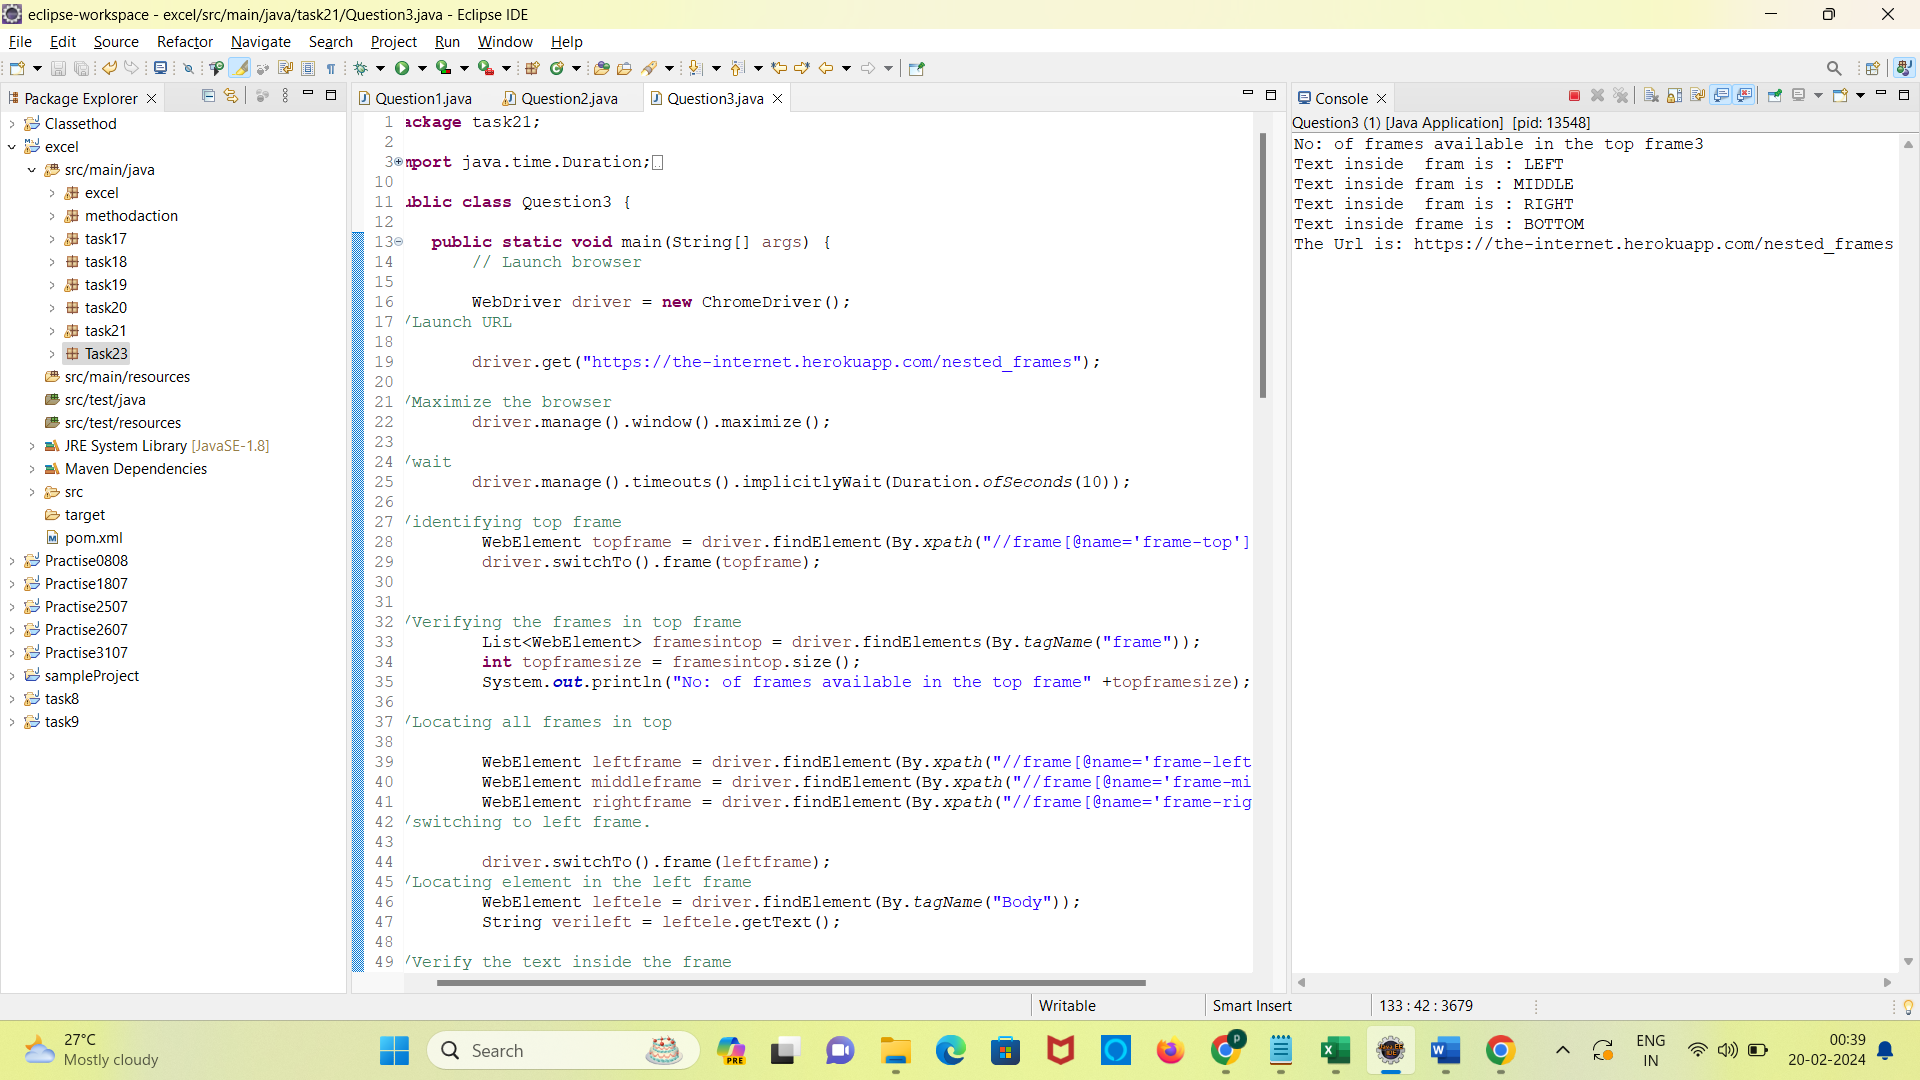 eclipse-workspace - excel/src/main/java/task21/Question3.java - Eclipse IDE
File Edit Source Refactor Navigate Search Project Run Window Help
Package Explorer
Classethod
excel
src/main/java
excel
methodaction
task17
task18
task19
task20
task21
Task23
src/main/resources
src/test/java
src/test/resources
JRE System Library [JavaSE-1.8]
Maven Dependencies
src
target
pom.xml
Practise0808
Practise1807
Practise2507
Practise2607
Practise3107
sampleProject
task8
task9
Question1.java Question2.java Question3.java
1 ackage task21;
2
3 mport java.time.Duration;
10
11 ublic class Question3 {
12
13 public static void main(String[] args) {
14 // Launch browser
15
16 WebDriver driver = new ChromeDriver();
17 /Launch URL
18
19 driver.get("https://the-internet.herokuapp.com/nested_frames");
20
21 /Maximize the browser
22 driver.manage().window().maximize();
23
24 /wait
25 driver.manage().timeouts().implicitlyWait(Duration.ofSeconds(10));
26
27 /identifying top frame
28 WebElement topframe = driver.findElement(By.xpath("//frame[@name='frame-top']
29 driver.switchTo().frame(topframe);
30
31
32 /Verifying the frames in top frame
33 List<WebElement> framesintop = driver.findElements(By.tagName("frame"));
34 int topframesize = framesintop.size();
35 System.out.println("No: of frames available in the top frame" +topframesize);
36
37 /Locating all frames in top
38
39 WebElement leftframe = driver.findElement(By.xpath("//frame[@name='frame-left
40 WebElement middleframe = driver.findElement(By.xpath("//frame[@name='frame-mi
41 WebElement rightframe = driver.findElement(By.xpath("//frame[@name='frame-rig
42 /switching to left frame.
43
44 driver.switchTo().frame(leftframe);
45 /Locating element in the left frame
46 WebElement leftele = driver.findElement(By.tagName("Body"));
47 String verileft = leftele.getText();
48
49 /Verify the text inside the frame
Console
Question3 (1) [Java Application] [pid: 13548]
No: of frames available in the top frame3
Text inside  fram is : LEFT
Text inside fram is : MIDDLE
Text inside  fram is : RIGHT
Text inside frame is : BOTTOM
The Url is: https://the-internet.herokuapp.com/nested_frames
Writable Smart Insert 133 : 42 : 3679
27°C
Mostly cloudy
Search
PRE
P
ENG
IN
00:39
20-02-2024